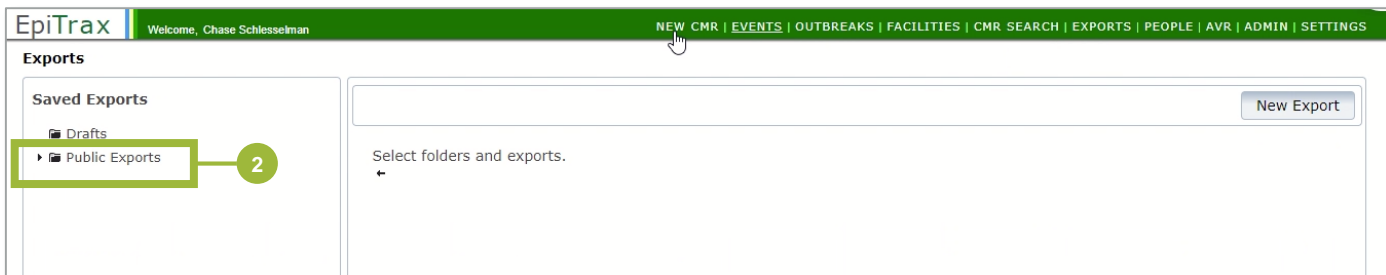 EpiTrax Welcome, Chase Schlesselman NEW CMR | EVENTS | OUTBREAKS | FACILITIES | CMR SEARCH | EXPORTS | PEOPLE | AVR | ADMIN | SETTINGS
Exports
Saved Exports
New Export
Drafts
Public Exports 2
Select folders and exports.